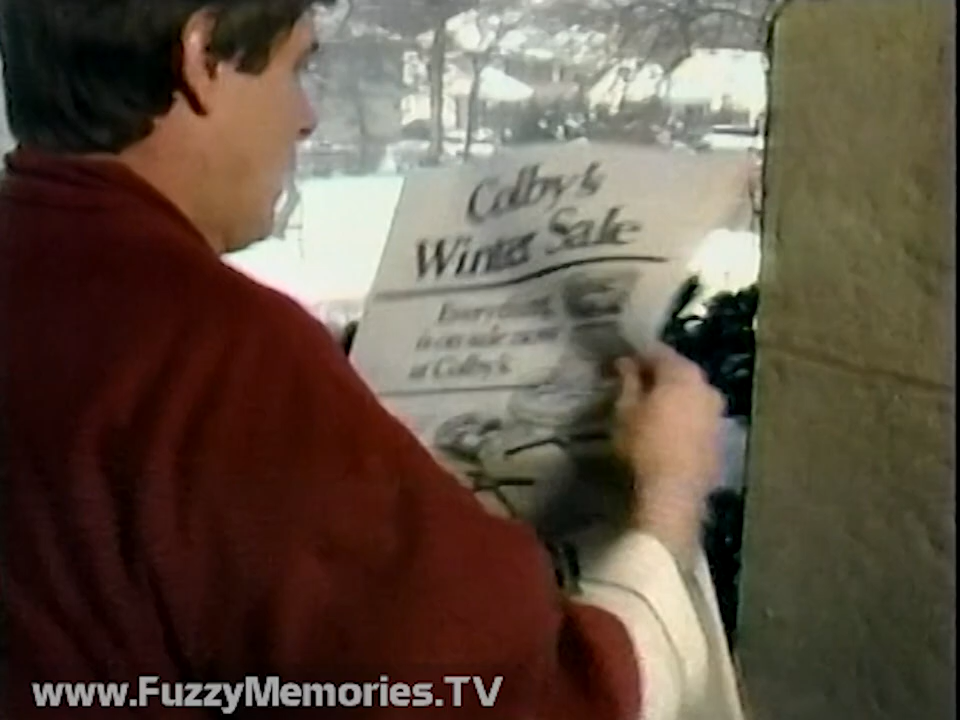 Colby's
Winter Sale
Everything
is on sale now
at Colby's
www.FuzzyMemories.TV